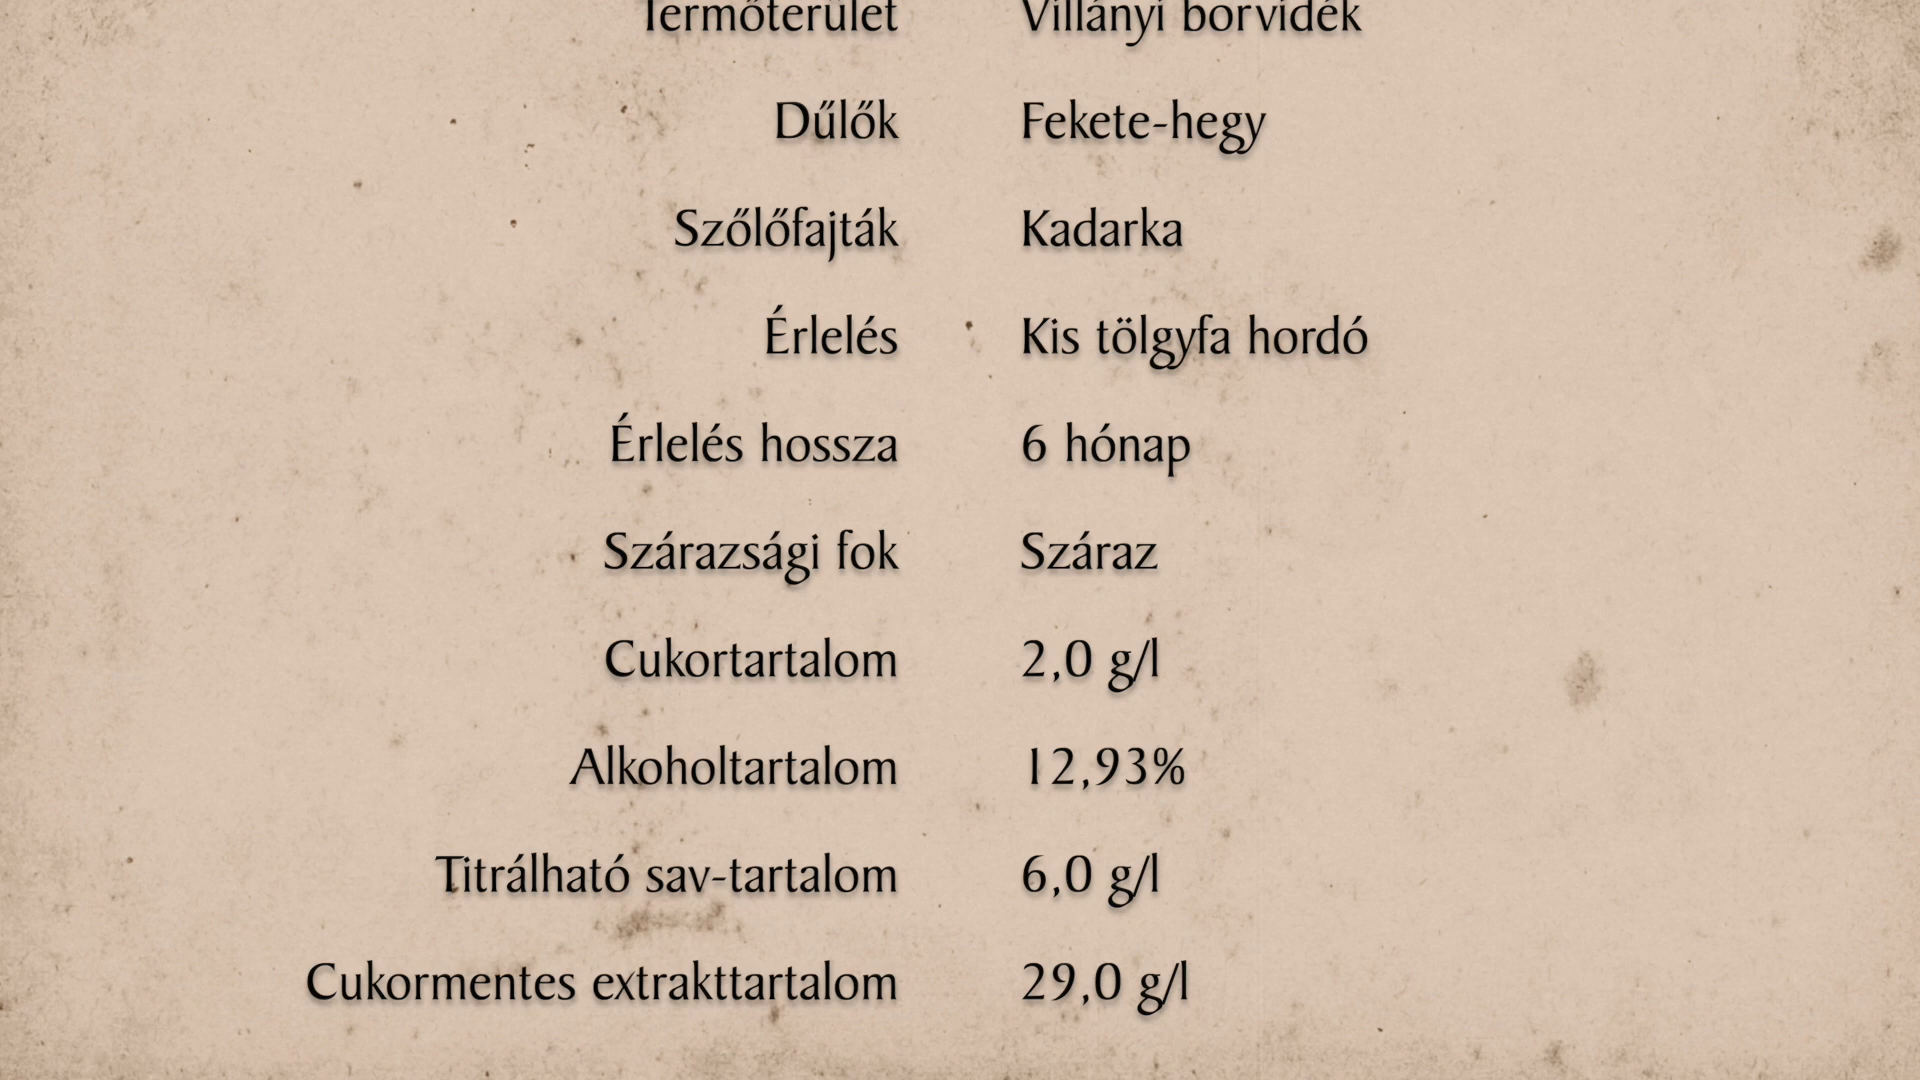 Termőterület Villányi borvidék
Dűlők Fekete-hegy
Szőlőfajták Kadarka
Érlelés Kis tölgyfa hordó
Érlelés hossza 6 hónap
Szárazsági fok Száraz
Cukortartalom 2,0 g/l
Alkoholtartalom 12,93%
Titrálható sav-tartalom 6,0 g/l
Cukormentes extrakttartalom 29,0 g/l